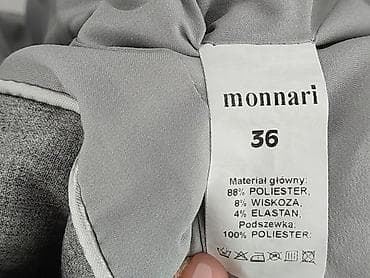 monnari
36
Materiał główny:
88% POLIESTER,
8% WISKOZA,
4% ELASTAN,
Podszewka:
100% POLIESTER